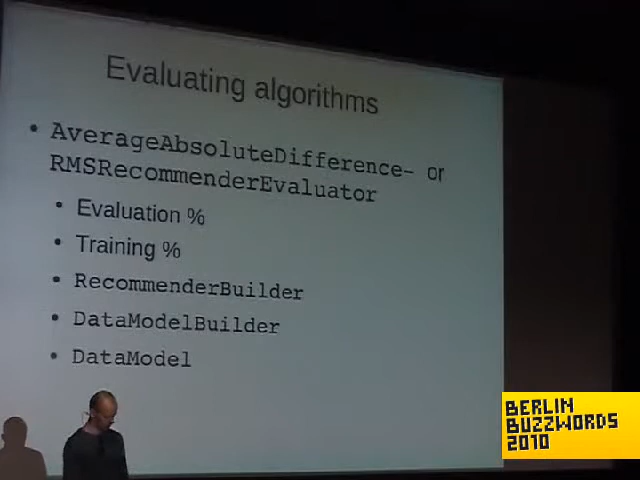 Evaluating algorithms
• AverageAbsoluteDifference- or
RMSRecommenderEvaluator
• Evaluation %
• Training %
• RecommenderBuilder
• DataModelBuilder
• DataModel
BERLIN
BUZZWORDS
2010